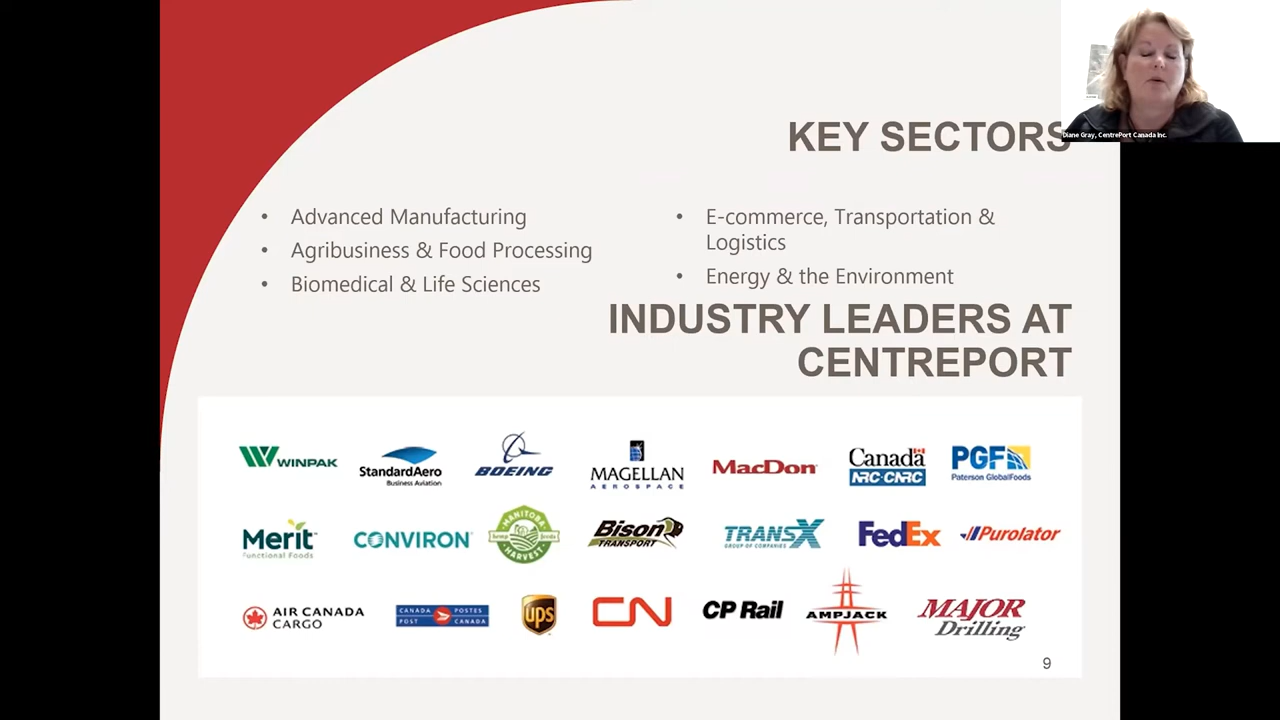 Diane Gray, CentrePort Canada Inc.
KEY SECTORS
• Advanced Manufacturing
• Agribusiness & Food Processing
• Biomedical & Life Sciences
• E-commerce, Transportation &
Logistics
• Energy & the Environment
INDUSTRY LEADERS AT
CENTREPORT
WINPAK
StandardAero
Business Aviation
BOEING
MAGELLAN
AEROSPACE
MacDon
Canada
NRC·CNRC
PGF
Paterson GlobalFoods
Merit
Functional Foods
CONVIRON
MANITOBA
hemp foods
HARVEST
Bison
TRANSPORT
TRANSX
GROUP OF COMPANIES
FedEx
Purolator
AIR CANADA
CARGO
CANADA POSTES
POST CANADA
ups
CN
CP Rail
AMPJACK
MAJOR
Drilling
9